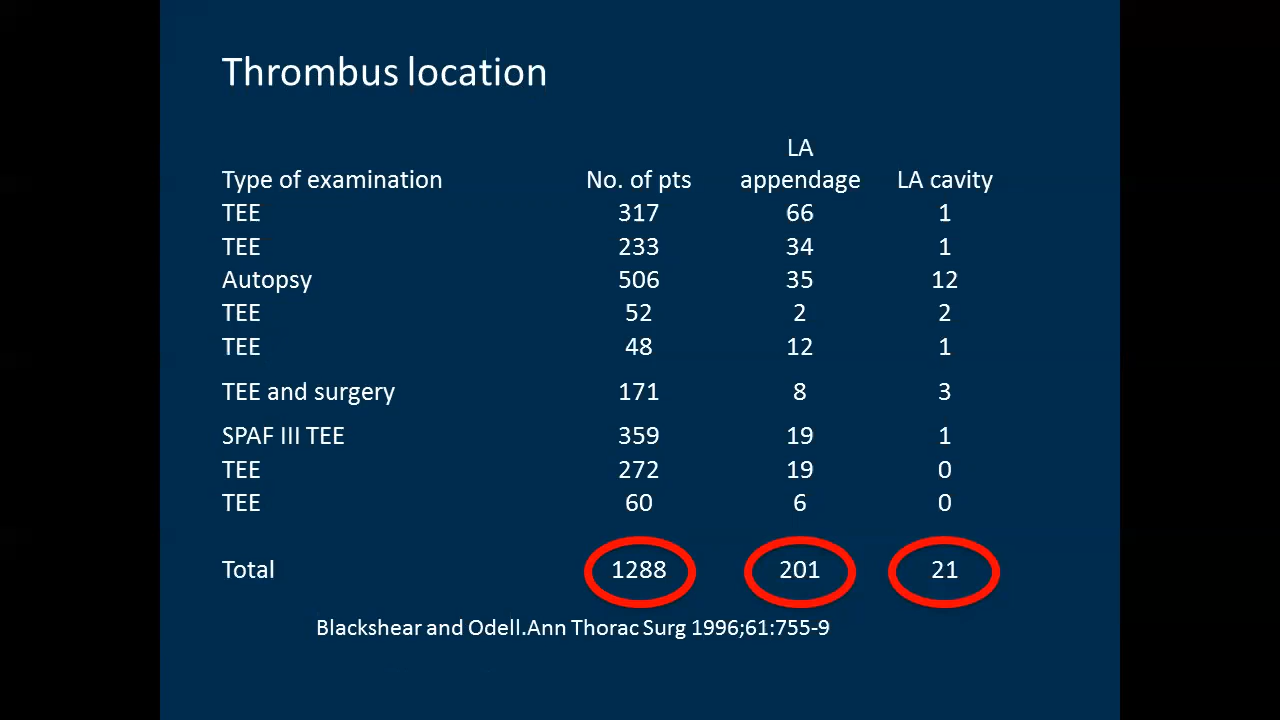 Thrombus location
LA
Type of examination No. of pts appendage LA cavity
TEE 317 66 1
TEE 233 34 1
Autopsy 506 35 12
TEE 52 2 2
TEE 48 12 1
TEE and surgery 171 8 3
SPAF III TEE 359 19 1
TEE 272 19 0
TEE 60 6 0
Total 1288 201 21
Blackshear and Odell.Ann Thorac Surg 1996;61:755-9